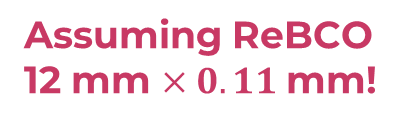 Assuming ReBCO
12 mm × 0.11 mm!